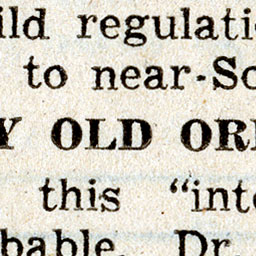 ild regulati
to near-So
Y OLD OR
this "inte
bable. Dr.